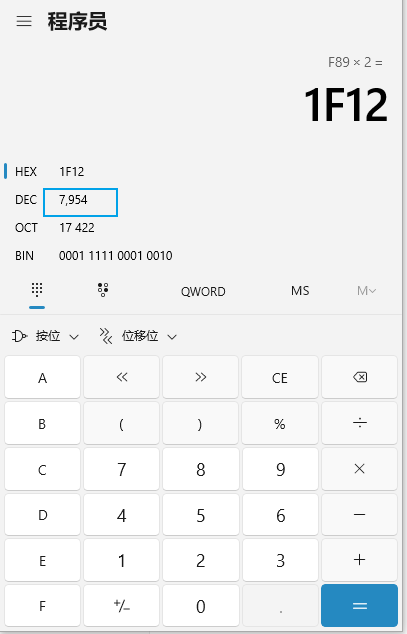 程序员
F89 × 2 =
1F12
HEX 1F12
DEC 7,954
OCT 17 422
BIN 0001 1111 0001 0010
QWORD MS M
按位 位移位
A << >> CE
B ( ) % ÷
C 7 8 9 ×
D 4 5 6 −
E 1 2 3 +
F +/− 0 . =